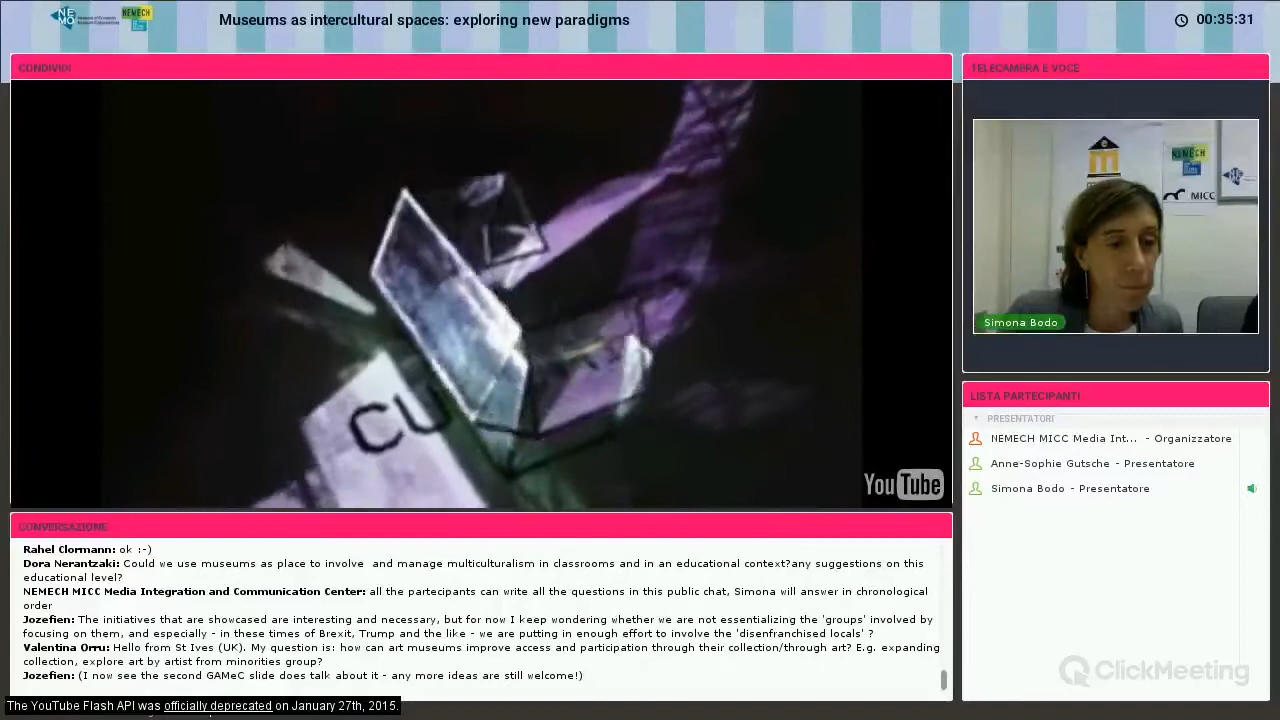 NE
MO
NEMECH
Museums as intercultural spaces: exploring new paradigms
00:35:31
CONDIVIDI
TELECAMERA E VOCE
CU
YouTube
NEMECH
MICC
Simona Bodo
LISTA PARTECIPANTI
PRESENTATORI
NEMECH MICC Media Int... - Organizzatore
Anne-Sophie Gutsche - Presentatore
Simona Bodo - Presentatore
CONVERSAZIONE
Rahel Clormann: ok :-)
Dora Nerantzaki: Could we use museums as place to involve and manage multiculturalism in classrooms and in an educational context?any suggestions on this
educational level?
NEMECH MICC Media Integration and Communication Center: all the partecipants can write all the questions in this public chat, Simona will answer in chronological
order
Jozefien: The initiatives that are showcased are interesting and necessary, but for now I keep wondering whether we are not essentializing the 'groups' involved by
focusing on them, and especially - in these times of Brexit, Trump and the like - we are putting in enough effort to involve the 'disenfranchised locals' ?
Valentina Orru: Hello from St Ives (UK). My question is: how can art museums improve access and participation through their collection/through art? E.g. expanding
collection, explore art by artist from minorities group?
Jozefien: (I now see the second GAMeC slide does talk about it - any more ideas are still welcome!)
ClickMeeting
The YouTube Flash API was officially deprecated on January 27th, 2015.